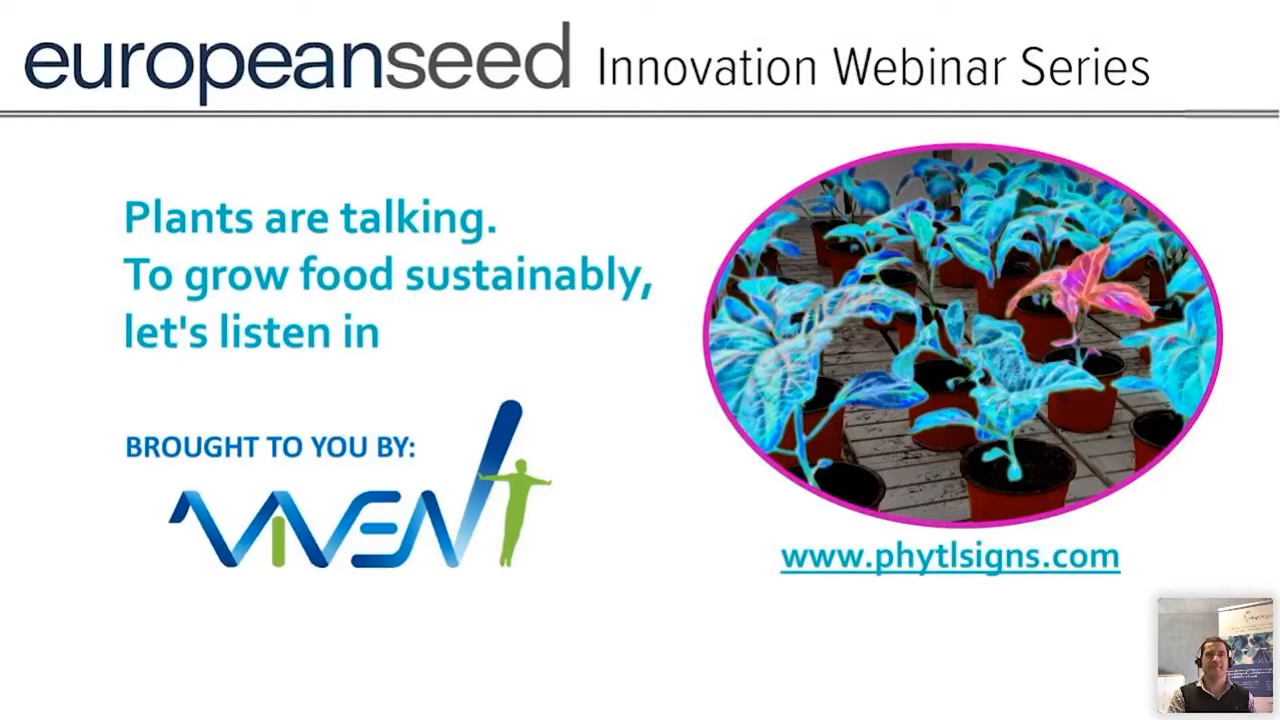 europeanseed Innovation Webinar Series
Plants are talking.
To grow food sustainably,
let's listen in
BROUGHT TO YOU BY:
VIVENT
www.phytlsigns.com